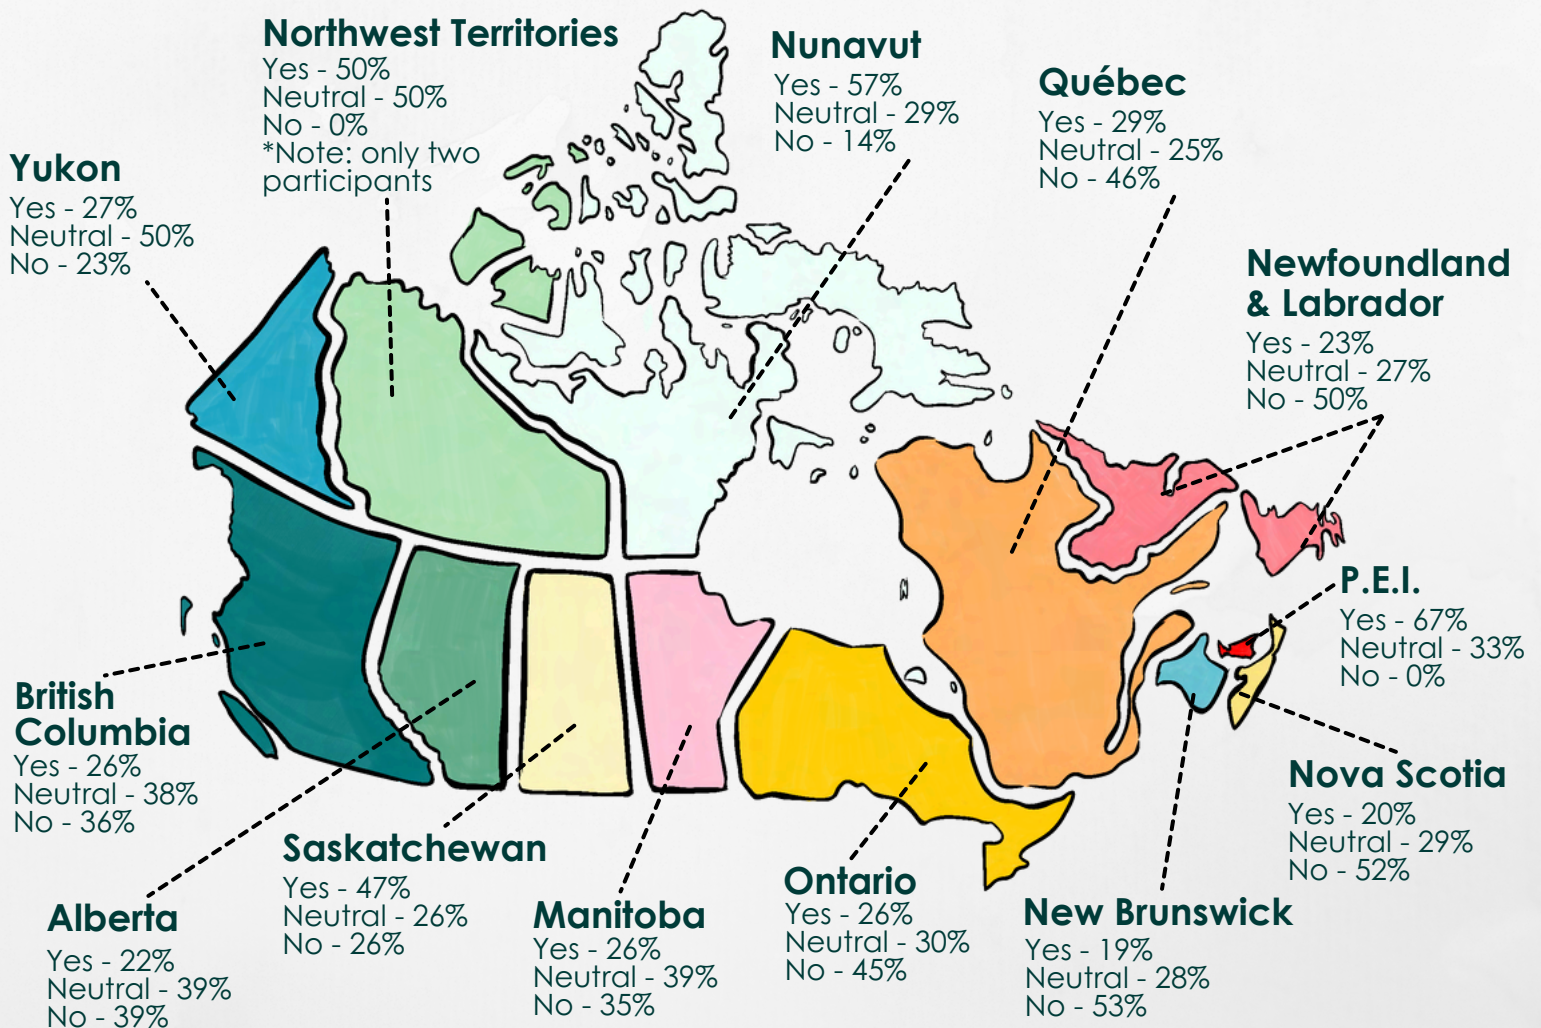 Northwest Territories
Yes - 50%
Neutral - 50%
No - 0%
*Note: only two
participants
Nunavut
Yes - 57%
Neutral - 29%
No - 14%
Québec
Yes - 29%
Neutral - 25%
No - 46%
Yukon
Yes - 27%
Neutral - 50%
No - 23%
Newfoundland
& Labrador
Yes - 23%
Neutral - 27%
No - 50%
P.E.I.
Yes - 67%
Neutral - 33%
No - 0%
British
Columbia
Yes - 26%
Neutral - 38%
No - 36%
Nova Scotia
Yes - 20%
Neutral - 29%
No - 52%
Saskatchewan
Yes - 47%
Neutral - 26%
No - 26%
Ontario
Yes - 26%
Neutral - 30%
No - 45%
Alberta
Yes - 22%
Neutral - 39%
No - 39%
Manitoba
Yes - 26%
Neutral - 39%
No - 35%
New Brunswick
Yes - 19%
Neutral - 28%
No - 53%